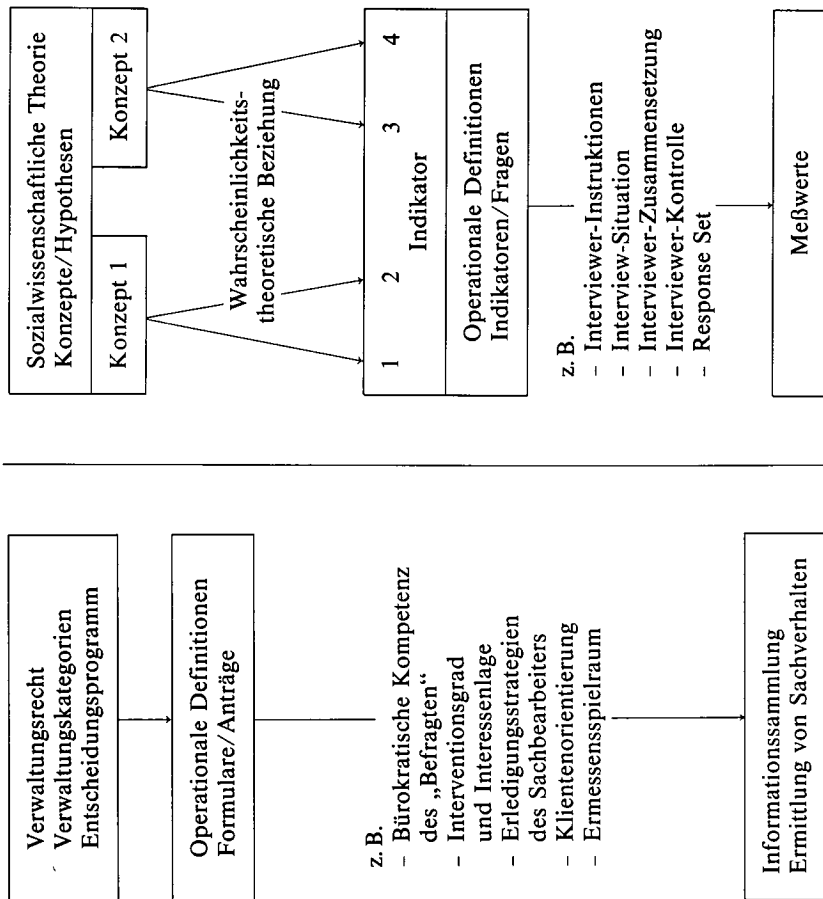 Verwaltungsrecht
Verwaltungskategorien
Entscheidungsprogramm
Operationale Definitionen
Formulare/Anträge
z. B.
– Bürokratische Kompetenz
des „Befragten“
– Interventionsgrad
und Interessenlage
– Erledigungsstrategien
des Sachbearbeiters
– Klientenorientierung
– Ermessensspielraum
Informationssammlung
Ermittlung von Sachverhalten
Sozialwissenschaftliche Theorie
Konzepte/Hypothesen
Konzept 1
Konzept 2
Wahrscheinlichkeits-
theoretische Beziehung
1 2 3 4
Indikator
Operationale Definitionen
Indikatoren/Fragen
z. B.
– Interviewer-Instruktionen
– Interview-Situation
– Interviewer-Zusammensetzung
– Interviewer-Kontrolle
– Response Set
Meßwerte